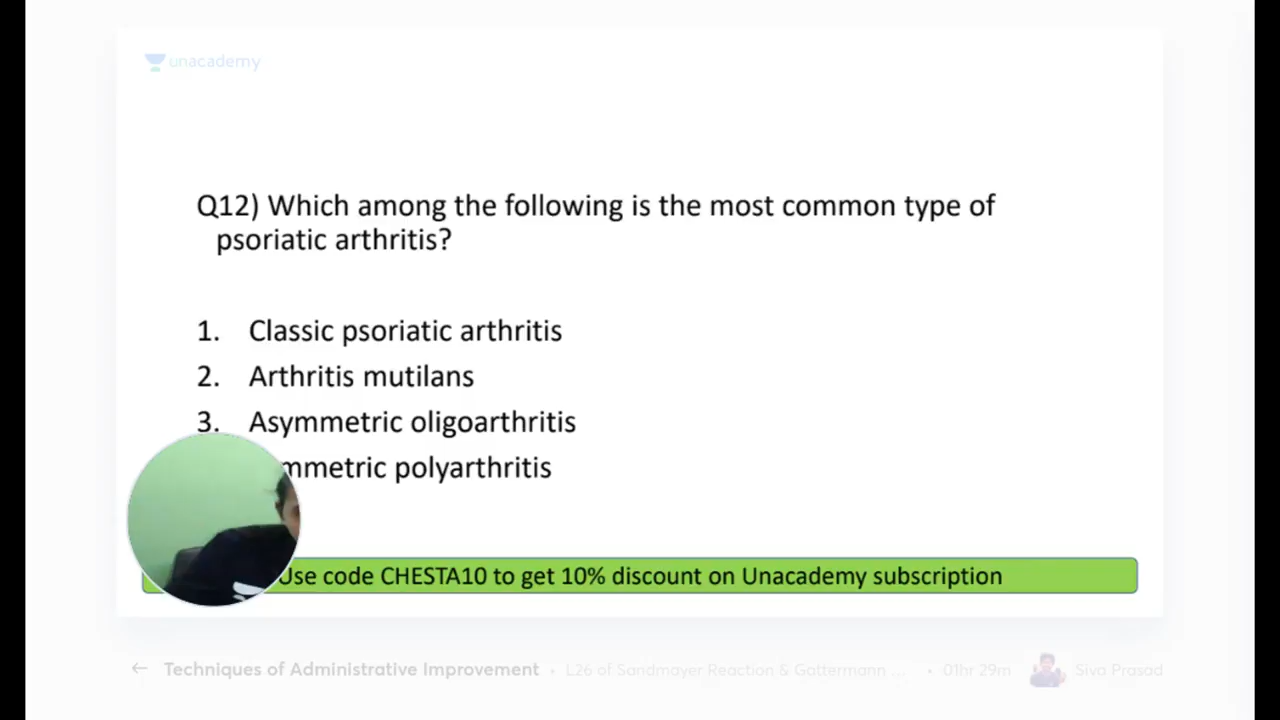 unacademy
Q12) Which among the following is the most common type of
psoriatic arthritis?
1. Classic psoriatic arthritis
2. Arthritis mutilans
3. Asymmetric oligoarthritis
mmetric polyarthritis
Use code CHESTA10 to get 10% discount on Unacademy subscription
← Techniques of Administrative Improvement • L26 of Sandmayer Reaction & Gattermann ... • 01hr 29m Siva Prasad